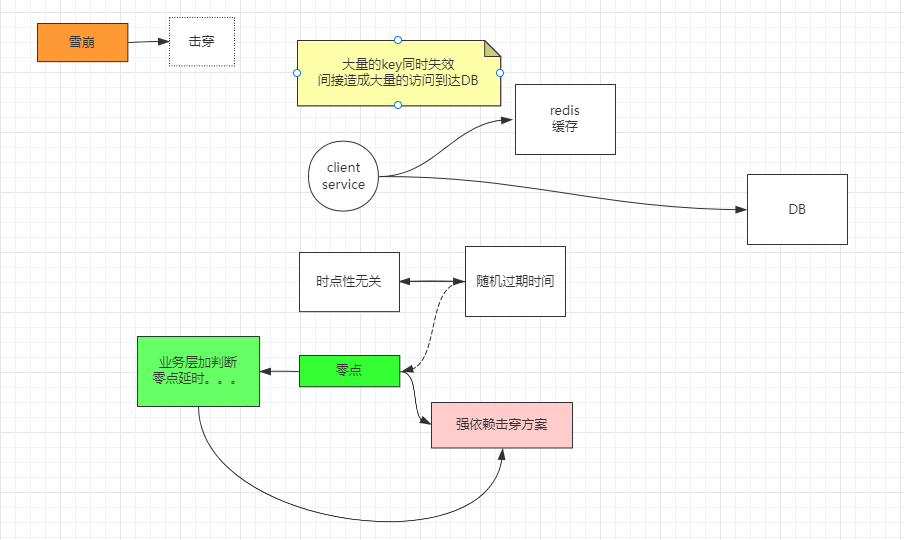 雪崩
击穿
大量的key同时失效
间接造成大量的访问到达DB
redis
缓存
client
service
DB
时点性无关
随机过期时间
业务层加判断
零点延时。。。
零点
强依赖击穿方案